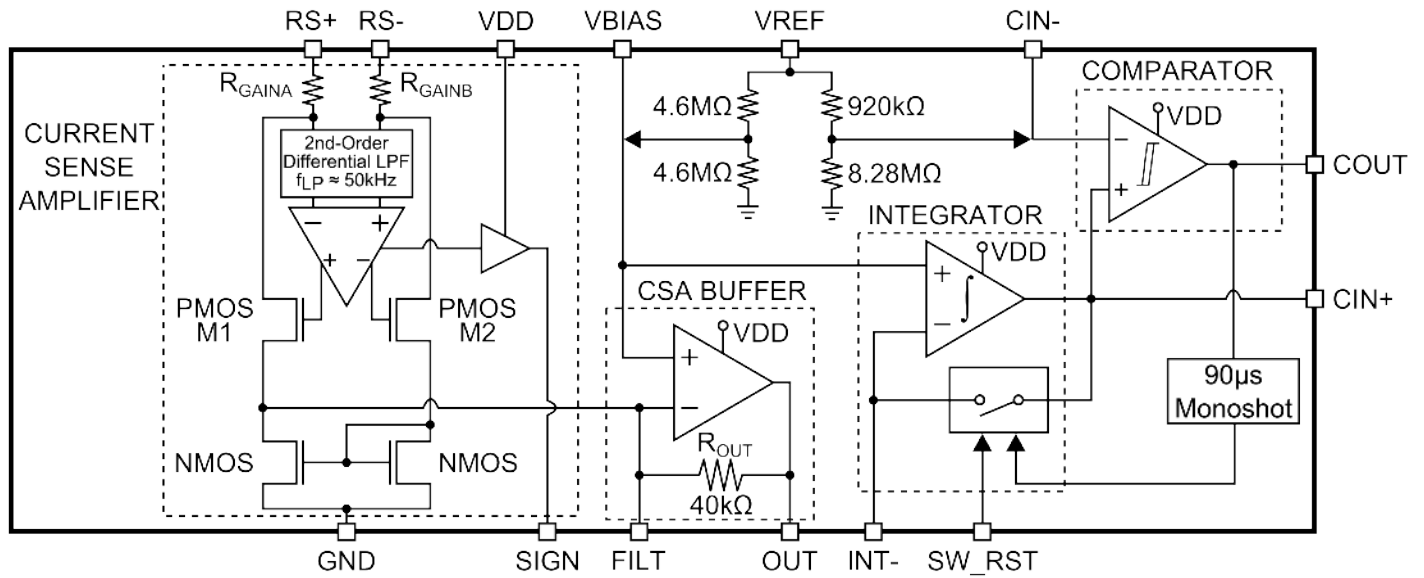 RS+ RS- VDD VBIAS VREF CIN-
RGAINA RGAINB
CURRENT
SENSE
AMPLIFIER
2nd-Order
Differential LPF
fLP ≈ 50kHz
- +
+ -
PMOS
M1
PMOS
M2
NMOS
NMOS
4.6MΩ
4.6MΩ
920kΩ
8.28MΩ
COMPARATOR
VDD
-
+
COUT
INTEGRATOR
VDD
+
∫
-
CIN+
CSA BUFFER
VDD
+
-
ROUT
40kΩ
90µs
Monoshot
GND SIGN FILT OUT INT- SW_RST